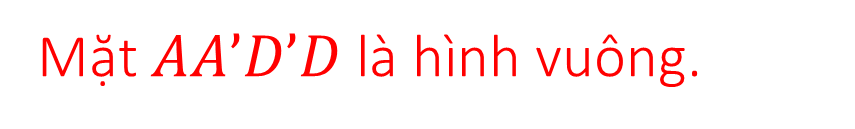 Mặt AA’D’D là hình vuông.